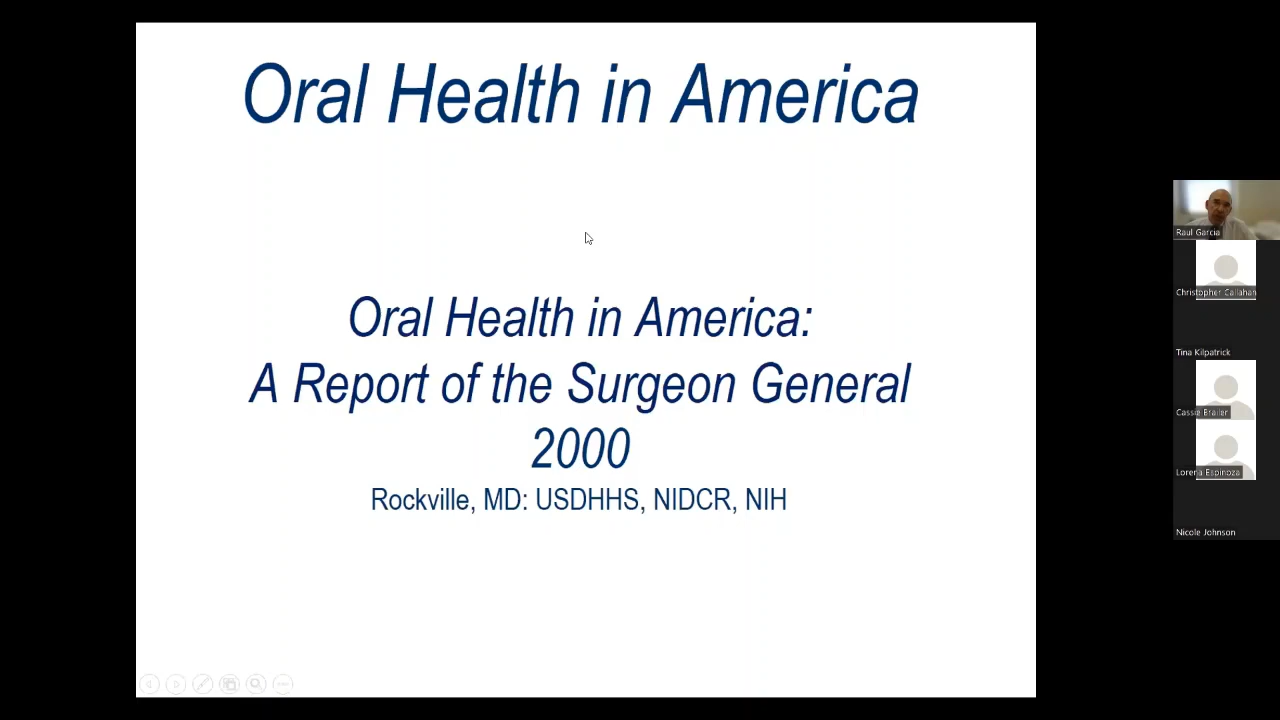 Oral Health in America
Oral Health in America:
A Report of the Surgeon General
2000
Rockville, MD: USDHHS, NIDCR, NIH
Raul Garcia
Christopher Callahan
Tina Kilpatrick
Cassie Brailer
Lorena Espinoza
Nicole Johnson